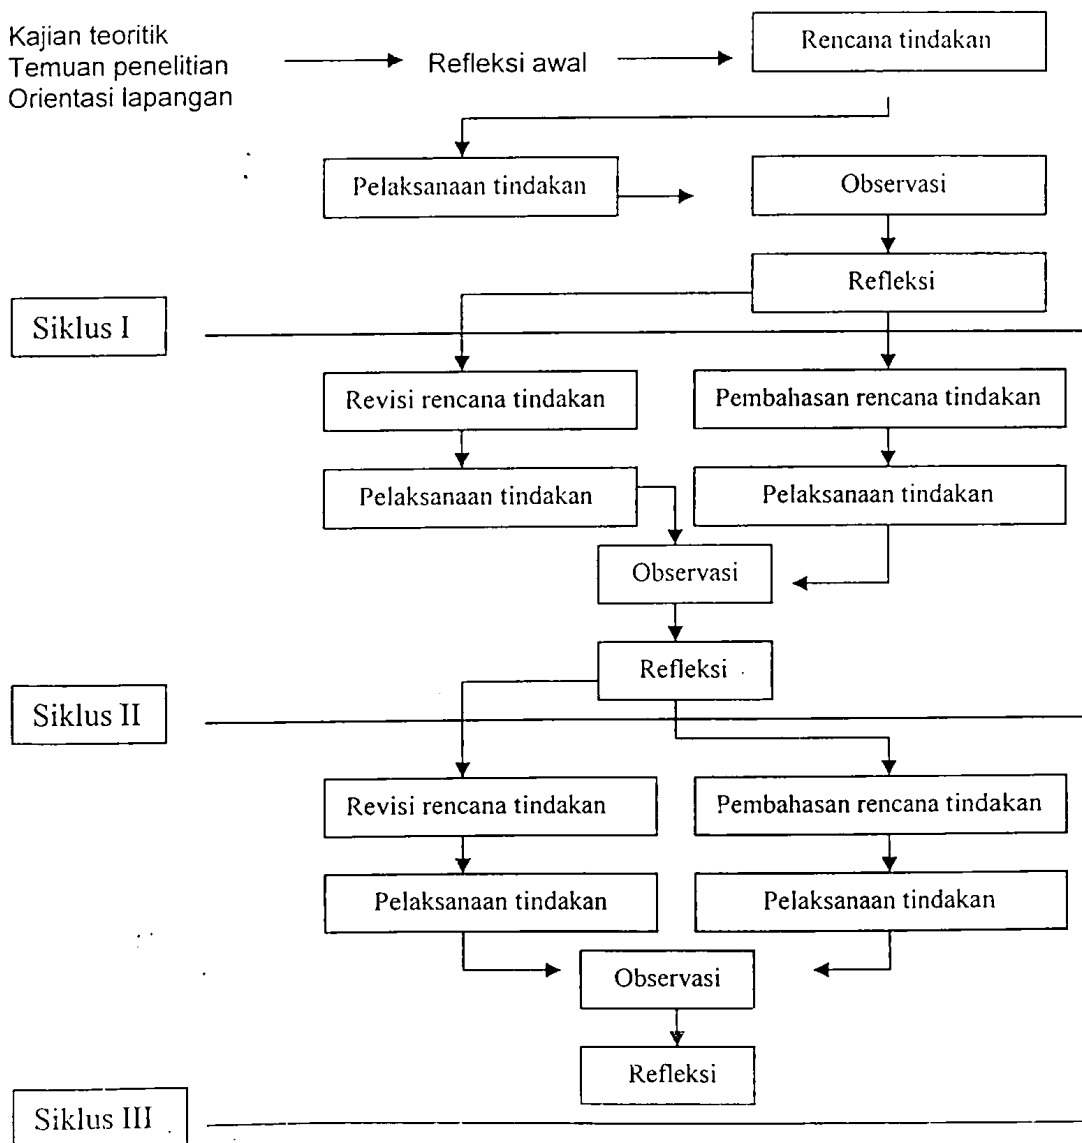 Kajian teoritik
Temuan penelitian
Orientasi lapangan
Refleksi awal
Rencana tindakan
Pelaksanaan tindakan
Observasi
Refleksi
Siklus I
Revisi rencana tindakan
Pembahasan rencana tindakan
Pelaksanaan tindakan
Pelaksanaan tindakan
Observasi
Refleksi
Siklus II
Revisi rencana tindakan
Pembahasan rencana tindakan
Pelaksanaan tindakan
Pelaksanaan tindakan
Observasi
Refleksi
Siklus III